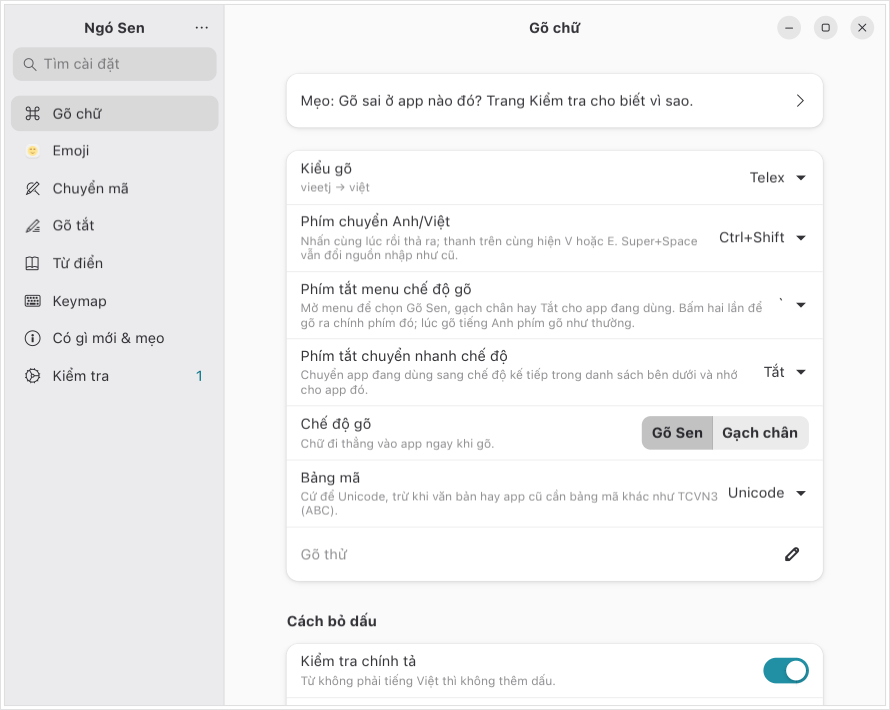 Ngó Sen
Gõ chữ
Tìm cài đặt
Gõ chữ
Emoji
Chuyển mã
Gõ tắt
Từ điển
Keymap
Có gì mới & mẹo
Kiểm tra 1
Mẹo: Gõ sai ở app nào đó? Trang Kiểm tra cho biết vì sao.
Kiểu gõ
vieetj → việt
Telex
Phím chuyển Anh/Việt
Nhấn cùng lúc rồi thả ra; thanh trên cùng hiện V hoặc E. Super+Space
vẫn đổi nguồn nhập như cũ.
Ctrl+Shift
Phím tắt menu chế độ gõ
Mở menu để chọn Gõ Sen, gạch chân hay Tắt cho app đang dùng. Bấm hai lần để
gõ ra chính phím đó; lúc gõ tiếng Anh phím gõ như thường.
`
Phím tắt chuyển nhanh chế độ
Chuyển app đang dùng sang chế độ kế tiếp trong danh sách bên dưới và nhớ
cho app đó.
Tắt
Chế độ gõ
Chữ đi thẳng vào app ngay khi gõ.
Gõ Sen
Gạch chân
Bảng mã
Cứ để Unicode, trừ khi văn bản hay app cũ cần bảng mã khác như TCVN3
(ABC).
Unicode
Gõ thử
Cách bỏ dấu
Kiểm tra chính tả
Từ không phải tiếng Việt thì không thêm dấu.